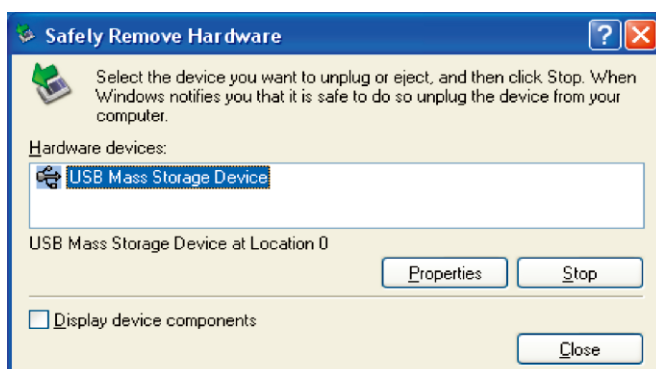 Safely Remove Hardware
Select the device you want to unplug or eject, and then click Stop. When
Windows notifies you that it is safe to do so unplug the device from your
computer.
Hardware devices:
USB Mass Storage Device
USB Mass Storage Device at Location 0
Properties Stop
Display device components
Close